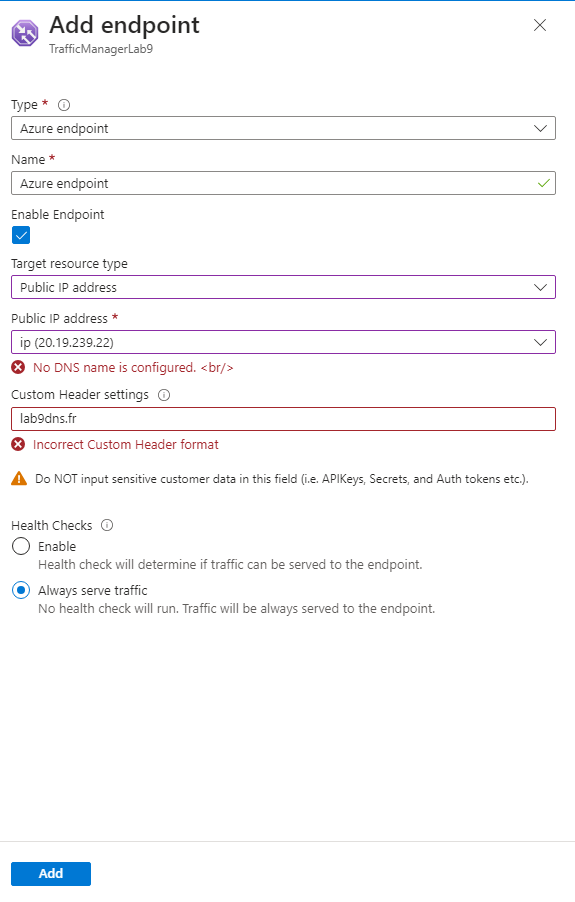 Add endpoint
TrafficManagerLab9
Type *
Azure endpoint
Name *
Azure endpoint
Enable Endpoint
Target resource type
Public IP address
Public IP address *
ip (20.19.239.22)
No DNS name is configured. <br/>
Custom Header settings
lab9dns.fr
Incorrect Custom Header format
Do NOT input sensitive customer data in this field (i.e. APIKeys, Secrets, and Auth tokens etc.).
Health Checks
Enable
Health check will determine if traffic can be served to the endpoint.
Always serve traffic
No health check will run. Traffic will be always served to the endpoint.
Add